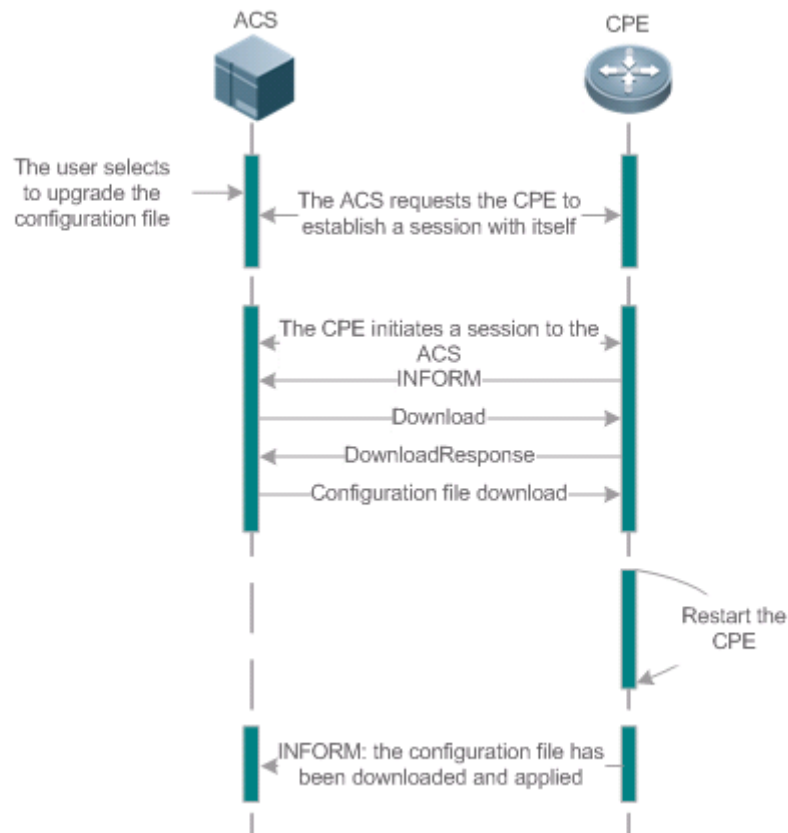 ACS
CPE
The user selects
to upgrade the
configuration file
The ACS requests the CPE to
establish a session with itself
The CPE initiates a session to the
ACS
INFORM
Download
DownloadResponse
Configuration file download
Restart the
CPE
INFORM: the configuration file has
been downloaded and applied